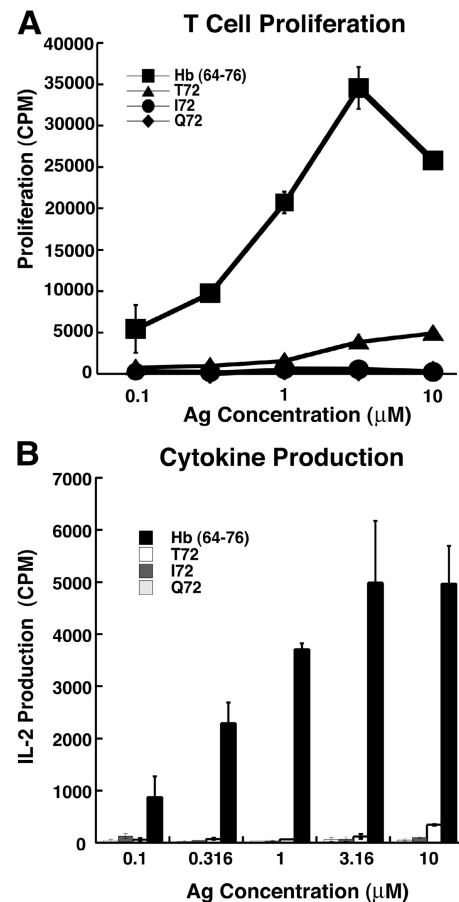 A
T Cell Proliferation
40000
35000
30000
25000
20000
15000
10000
5000
0
Proliferation (CPM)
Hb (64-76)
T72
I72
Q72
0.1
1
10
Ag Concentration (μM)
B
Cytokine Production
7000
6000
5000
4000
3000
2000
1000
0
IL-2 Production (CPM)
Hb (64-76)
T72
I72
Q72
0.1
0.316
1
3.16
10
Ag Concentration (μM)